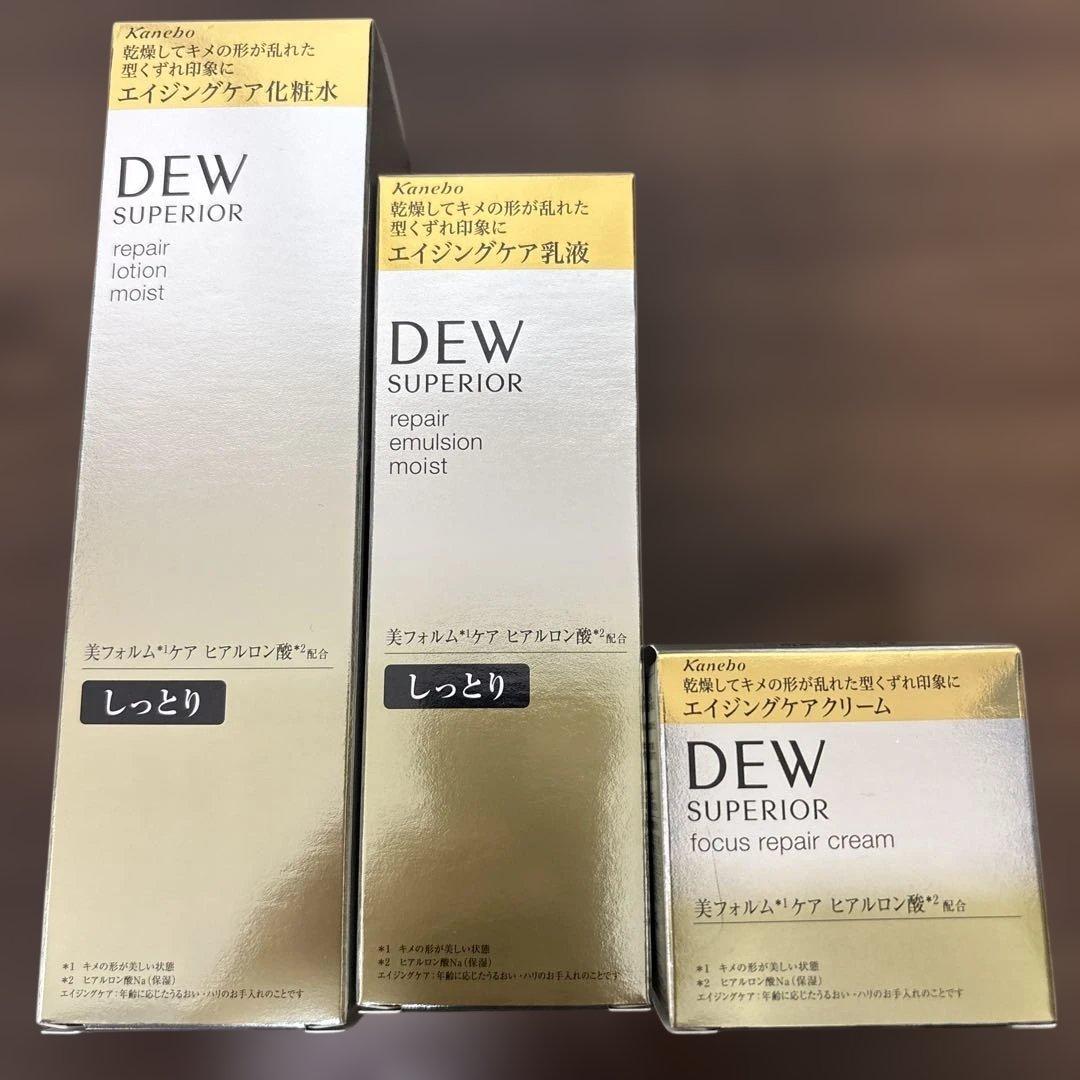 Kanebo
乾燥してキメの形が乱れた
型くずれ印象に
エイジングケア化粧水
DEW
SUPERIOR
repair
lotion
moist
美フォルム*1ケア ヒアルロン酸*2配合
しっとり
*1 キメの形が美しい状態
*2 ヒアルロン酸Na(保湿)
エイジングケア:年齢に応じたうるおい・ハリのお手入れのことです
Kanebo
乾燥してキメの形が乱れた
型くずれ印象に
エイジングケア乳液
DEW
SUPERIOR
repair
emulsion
moist
美フォルム*1ケア ヒアルロン酸*2配合
しっとり
*1 キメの形が美しい状態
*2 ヒアルロン酸Na(保湿)
エイジングケア:年齢に応じたうるおい・ハリのお手入れのことです
Kanebo
乾燥してキメの形が乱れた型くずれ印象に
エイジングケアクリーム
DEW
SUPERIOR
focus repair cream
美フォルム*1ケア ヒアルロン酸*2配合
*1 キメの形が美しい状態
*2 ヒアルロン酸Na(保湿)
エイジングケア:年齢に応じたうるおい・ハリのお手入れのことです